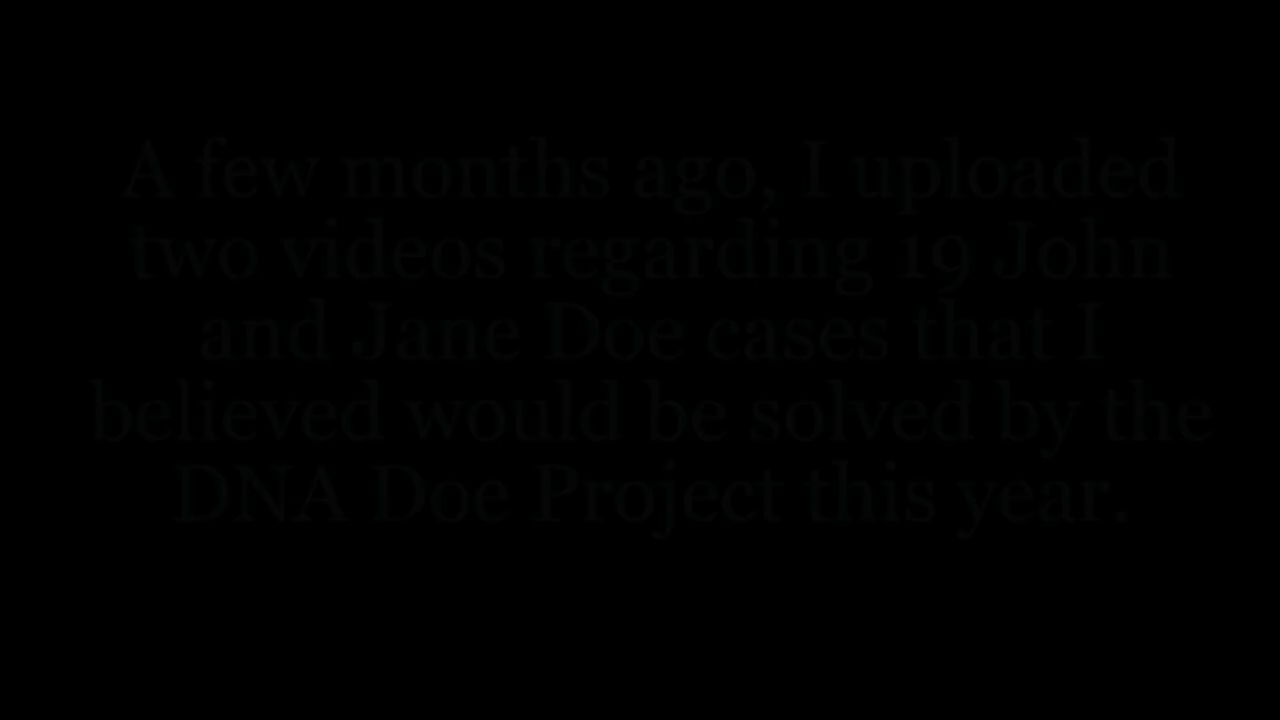 A few months ago, I uploaded
two videos regarding 19 John
and Jane Doe cases that I
believed would be solved by the
DNA Doe Project this year.